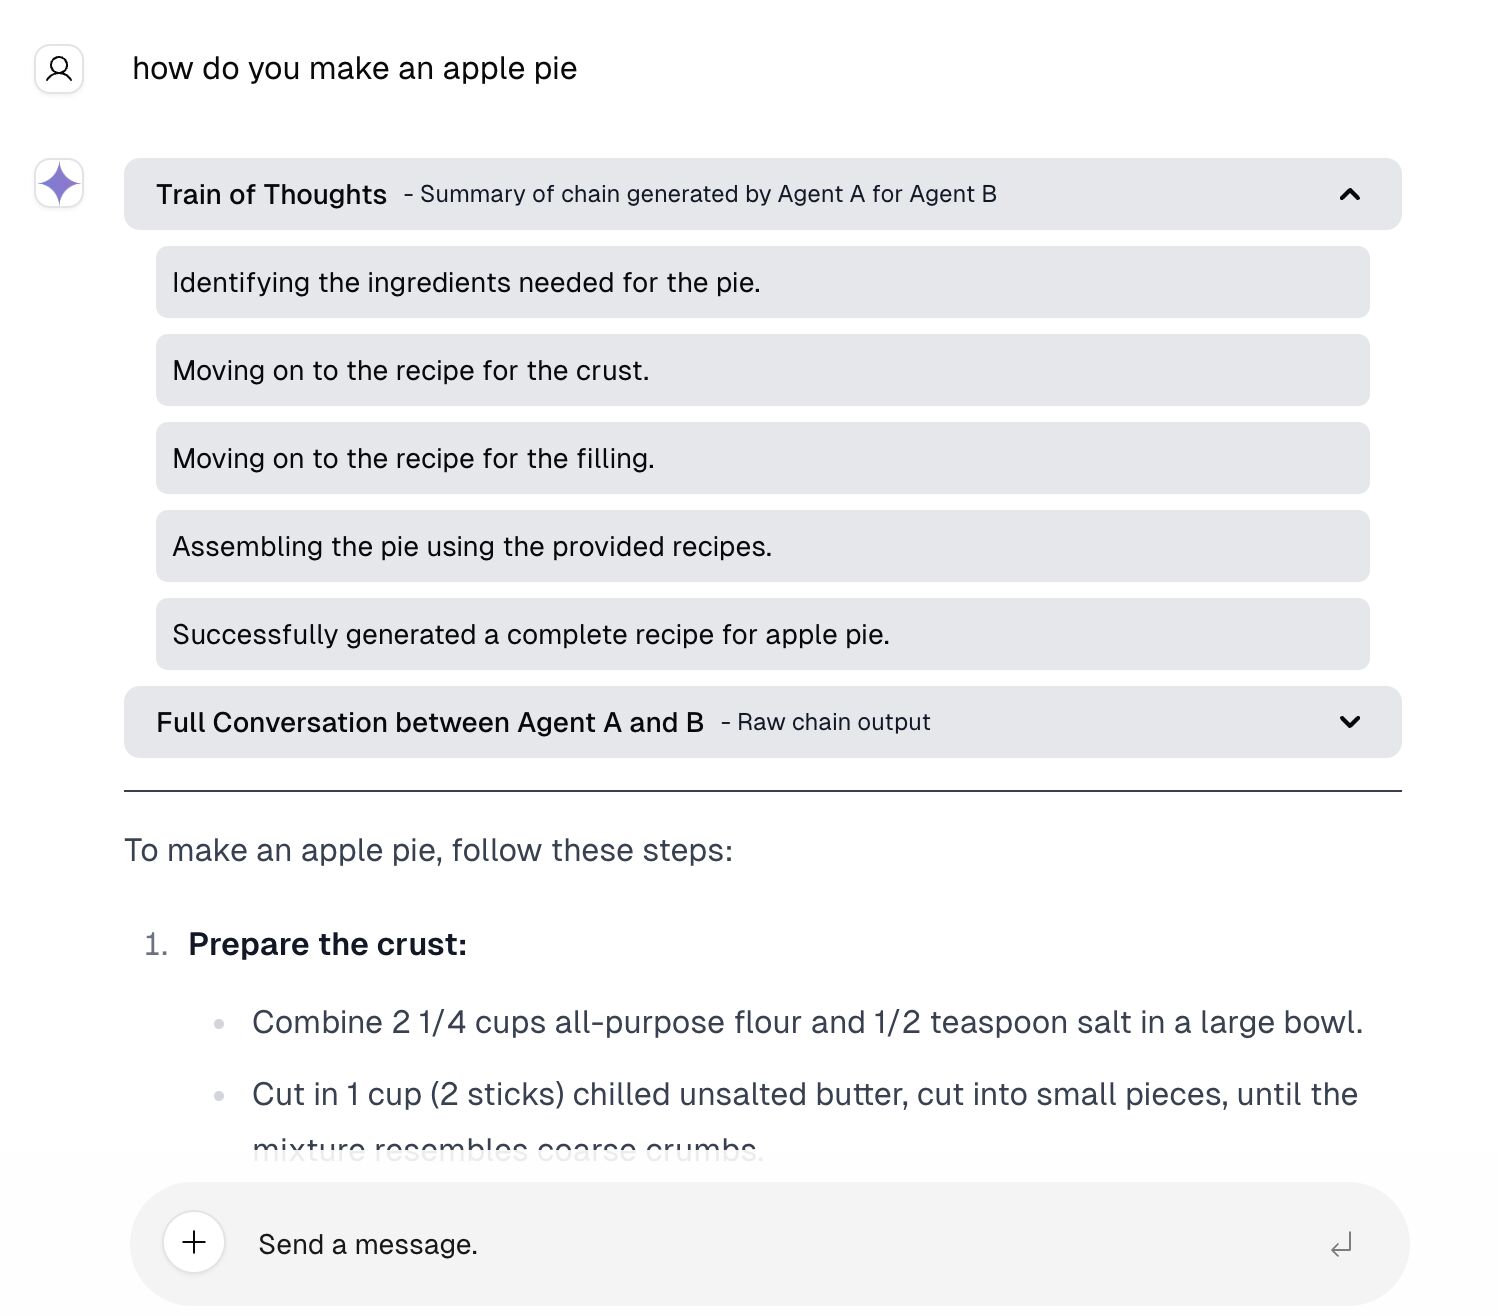 how do you make an apple pie
Train of Thoughts - Summary of chain generated by Agent A for Agent B
Identifying the ingredients needed for the pie.
Moving on to the recipe for the crust.
Moving on to the recipe for the filling.
Assembling the pie using the provided recipes.
Successfully generated a complete recipe for apple pie.
Full Conversation between Agent A and B - Raw chain output
To make an apple pie, follow these steps:
1. Prepare the crust:
Combine 2 1/4 cups all-purpose flour and 1/2 teaspoon salt in a large bowl.
Cut in 1 cup (2 sticks) chilled unsalted butter, cut into small pieces, until the
mixture resembles coarse crumbs.
Send a message.